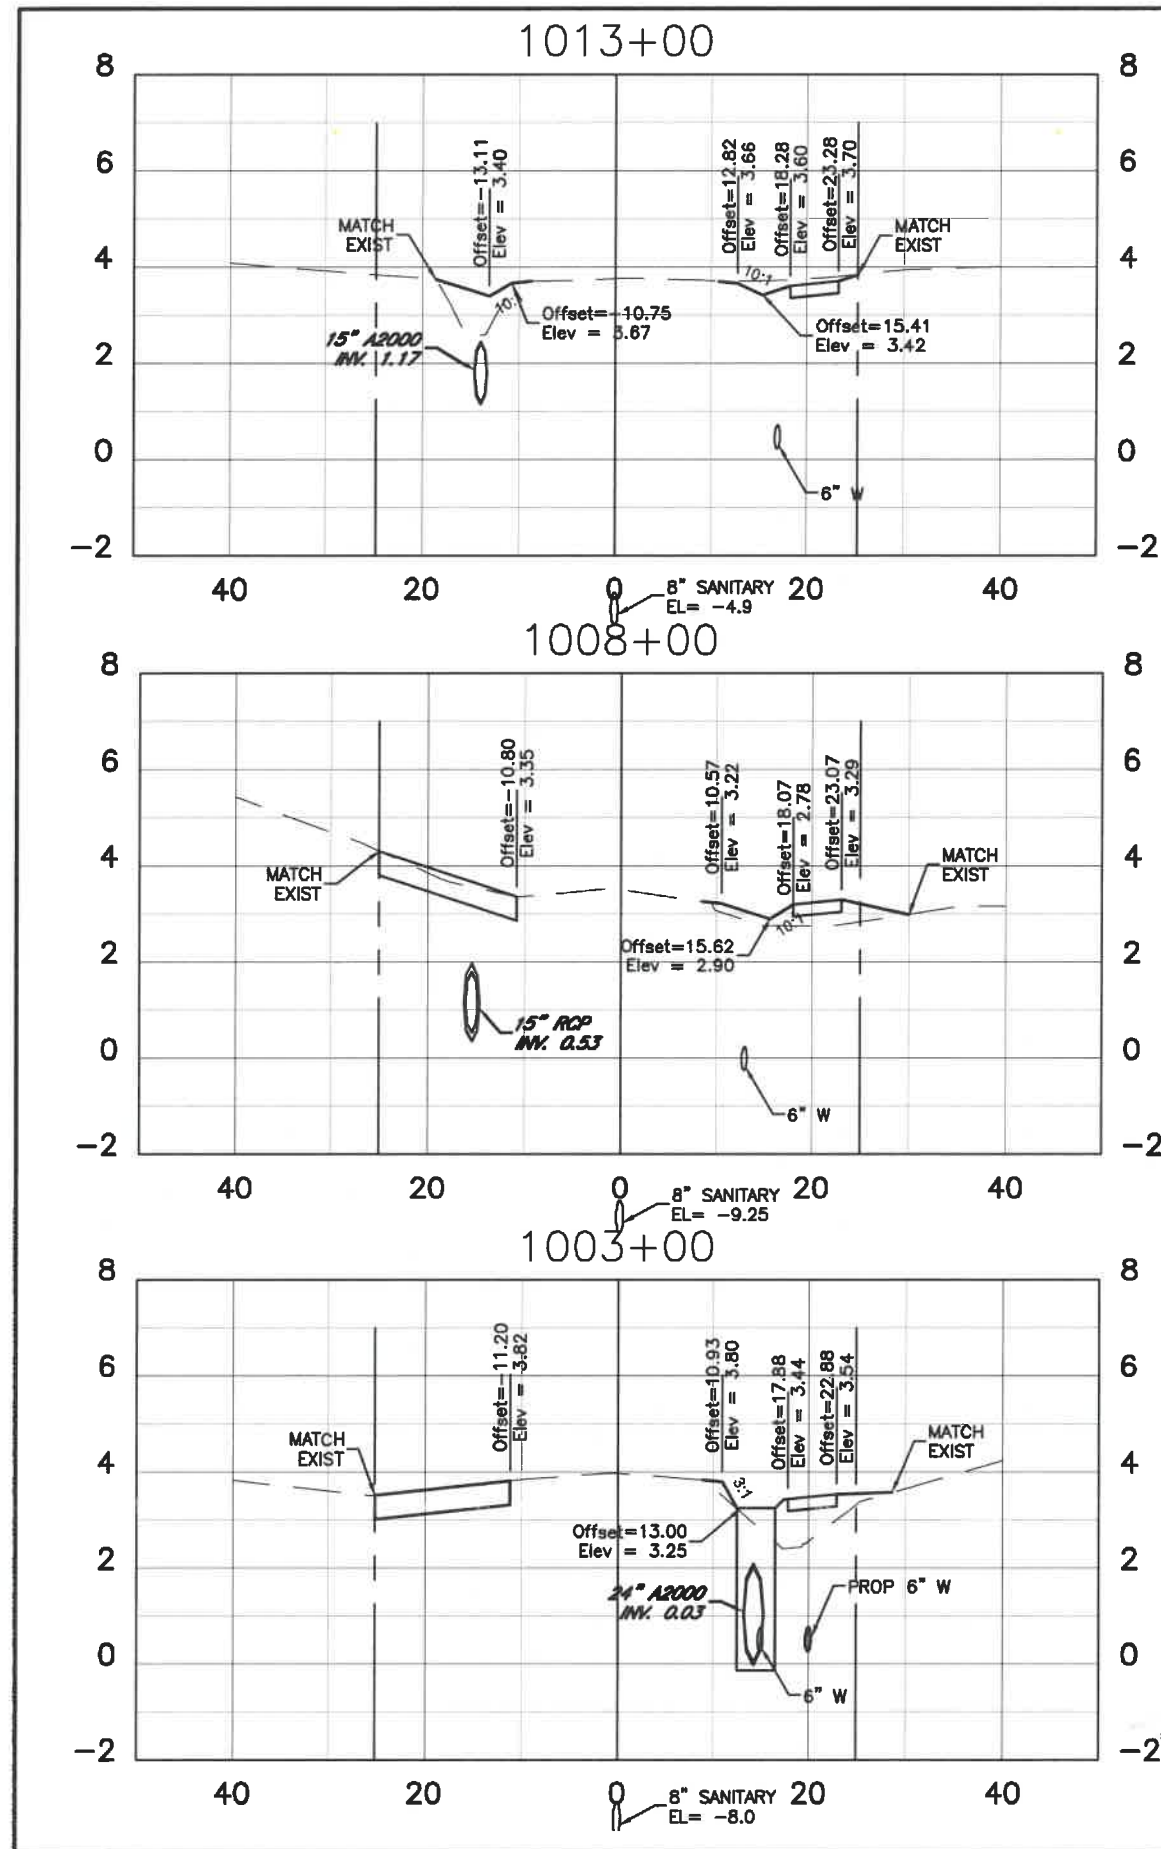 1013+00
8 8
Offset=-13.11
Elev = 3.40
Offset=12.82
Elev = 3.66
Offset=18.28
Elev = 3.60
Offset=23.28
Elev = 3.70
6 6
MATCH
EXIST
MATCH
EXIST
4 4
10:1
Offset=-10.75
Elev = 3.67
Offset=15.41
Elev = 3.42
15" A2000
INV. 1.17
2 2
0 0
6" W
-2 -2
40 20 0 20 40
8" SANITARY
EL= -4.9
1008+00
8 8
Offset=-10.80
Elev = 3.35
Offset=10.57
Elev = 3.22
Offset=18.07
Elev = 2.78
Offset=23.07
Elev = 3.29
6 6
4 4
MATCH
EXIST
MATCH
EXIST
10:1
Offset=15.62
Elev = 2.90
2 2
15" RCP
INV. 0.53
0 0
6" W
-2 -2
40 20 0 20 40
8" SANITARY
EL= -9.25
1003+00
8 8
Offset=-11.20
Elev = 3.82
Offset=10.93
Elev = 3.80
Offset=17.88
Elev = 3.44
Offset=22.88
Elev = 3.54
6 6
MATCH
EXIST
MATCH
EXIST
4 4
3:1
Offset=13.00
Elev = 3.25
2 2
24" A2000
INV. 0.03
PROP 6" W
0 0
6" W
-2 -2
40 20 0 20 40
8" SANITARY
EL= -8.0